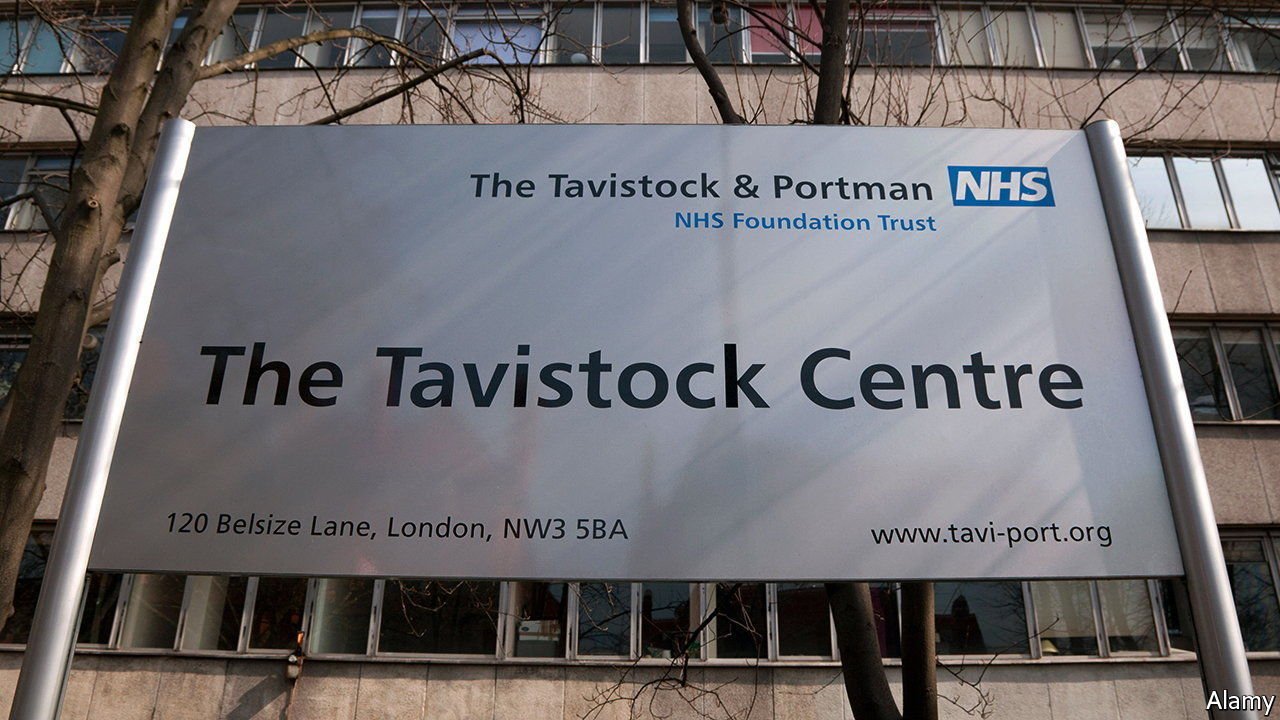 The Tavistock & Portman NHS
NHS Foundation Trust
The Tavistock Centre
120 Belsize Lane, London, NW3 5BA
www.tavi-port.org
Alamy